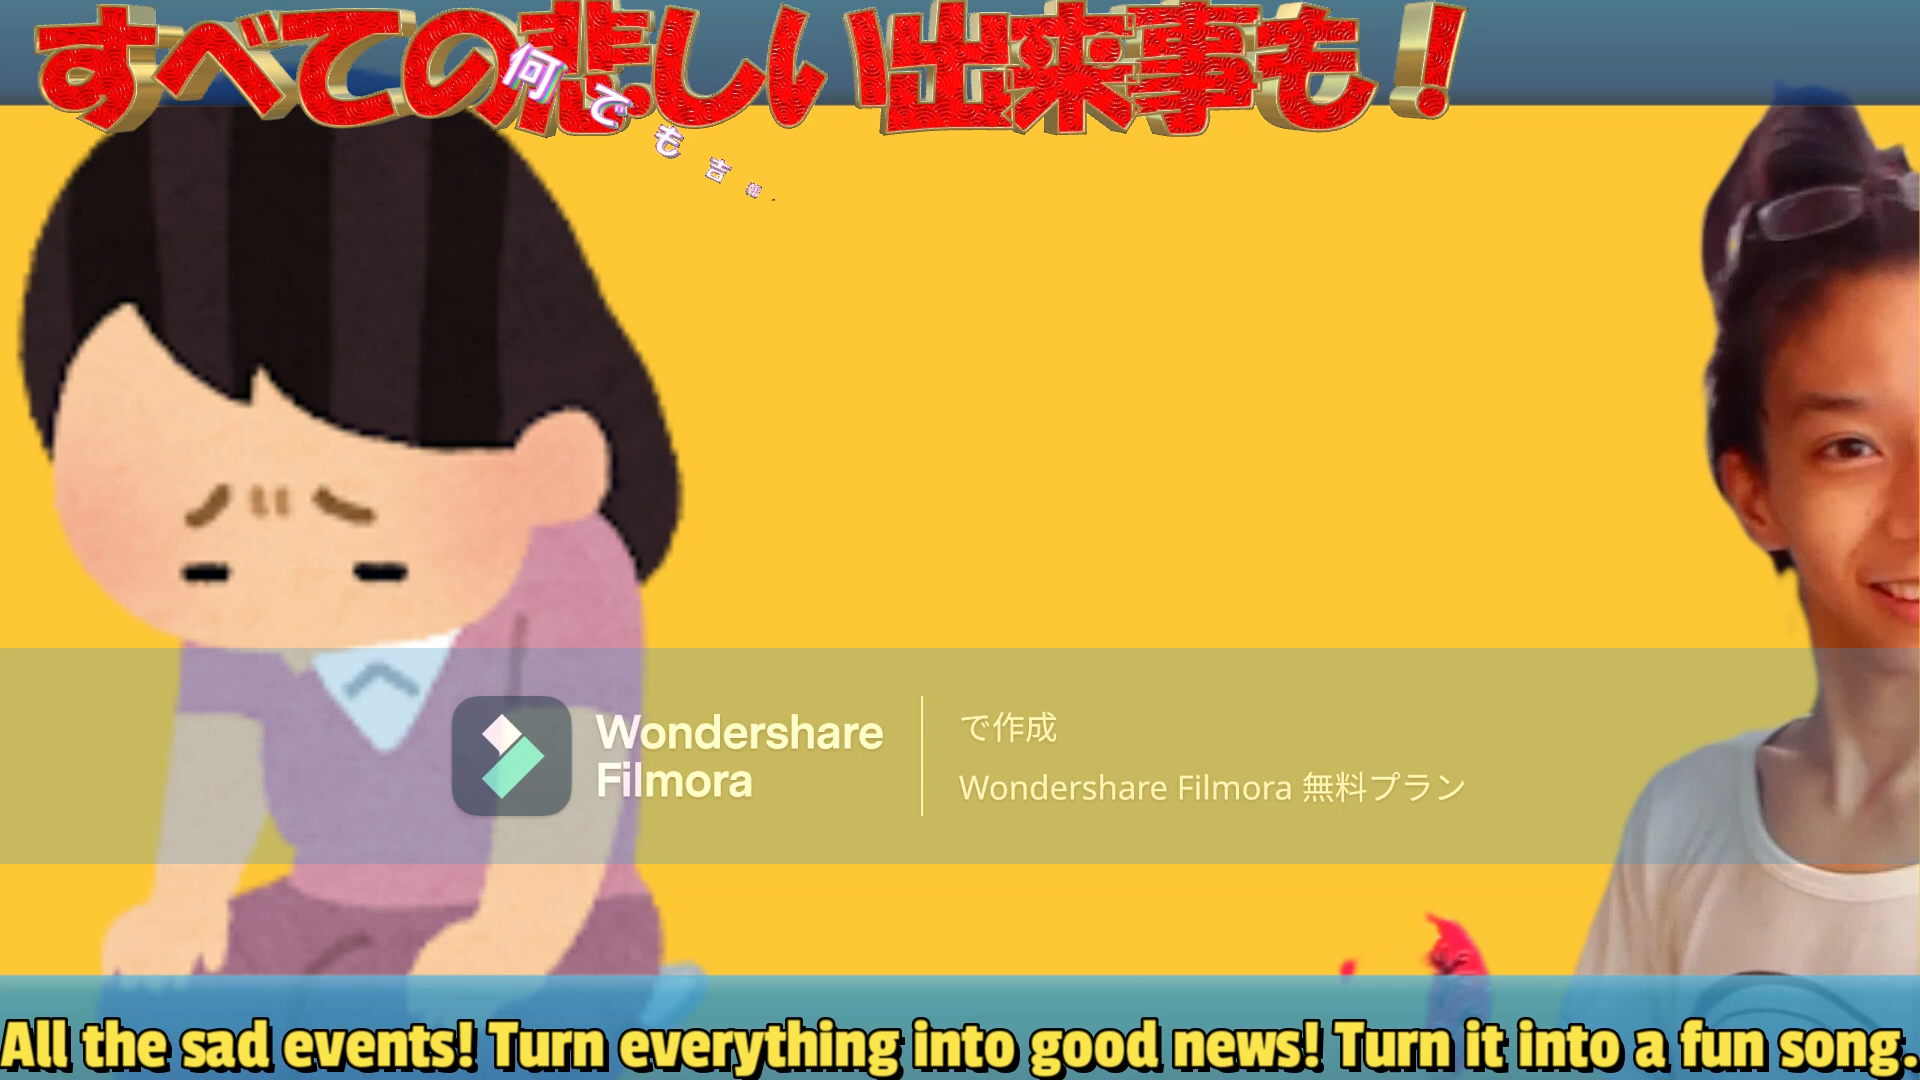 すべての悲しい出来事も！
何でも吉
Wondershare
Filmora
で作成
Wondershare Filmora 無料プラン
All the sad events! Turn everything into good news! Turn it into a fun song.